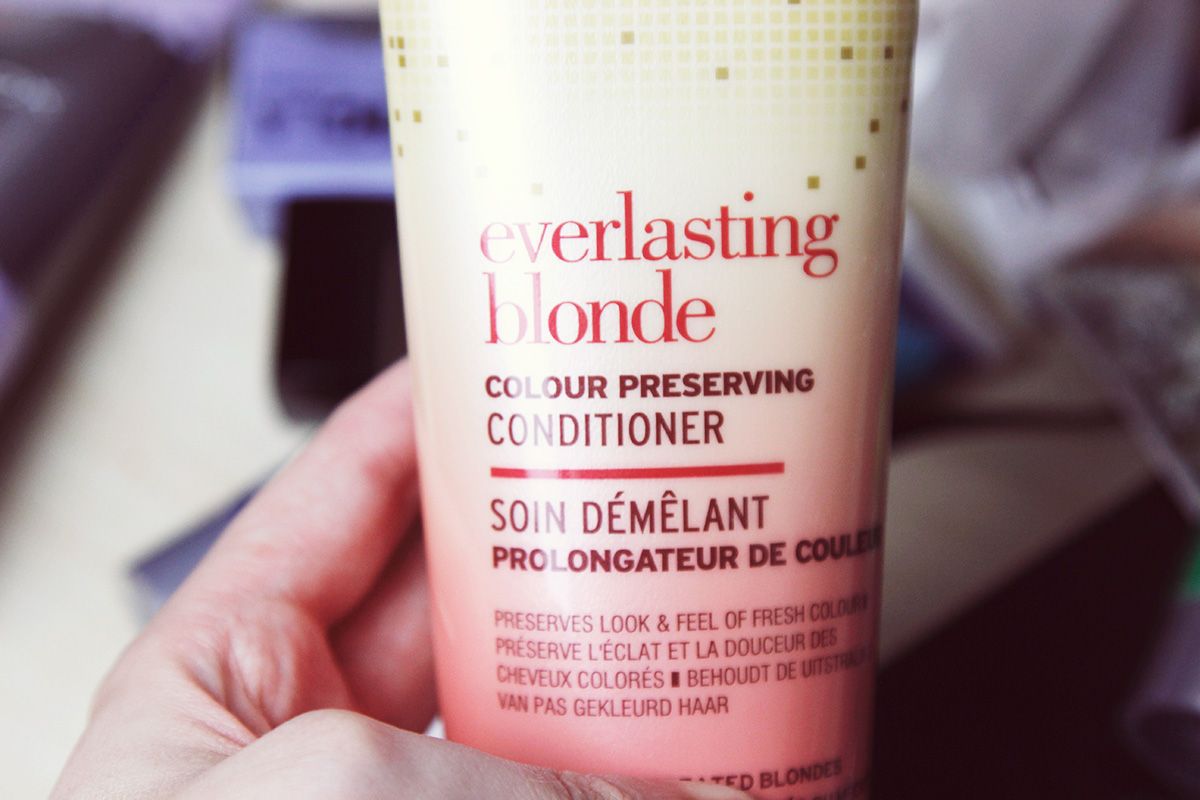 everlasting
blonde
COLOUR PRESERVING
CONDITIONER
SOIN DÉMÊLANT
PROLONGATEUR DE COULEUR
PRESERVES LOOK & FEEL OF FRESH COLOUR
PRÉSERVE L'ÉCLAT ET LA DOUCEUR DES
CHEVEUX COLORÉS ▮ BEHOUDT DE
VAN PAS GEKLEURD HAAR
BLONDES